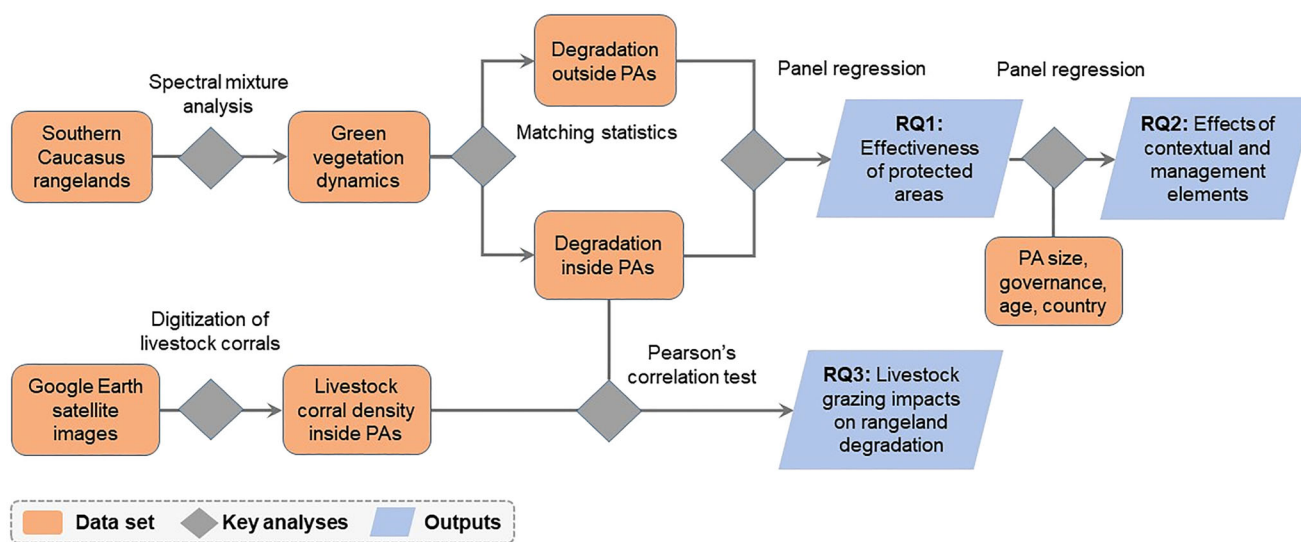 Spectral mixture
analysis
Southern
Caucasus
rangelands
Green
vegetation
dynamics
Degradation
outside PAs
Matching statistics
Degradation
inside PAs
Panel regression
RQ1:
Effectiveness
of protected
areas
Panel regression
RQ2: Effects of
contextual and
management
elements
PA size,
governance,
age, country
Digitization of
livestock corrals
Google Earth
satellite
images
Livestock
corral density
inside PAs
Pearson's
correlation test
RQ3: Livestock
grazing impacts
on rangeland
degradation
Data set
Key analyses
Outputs